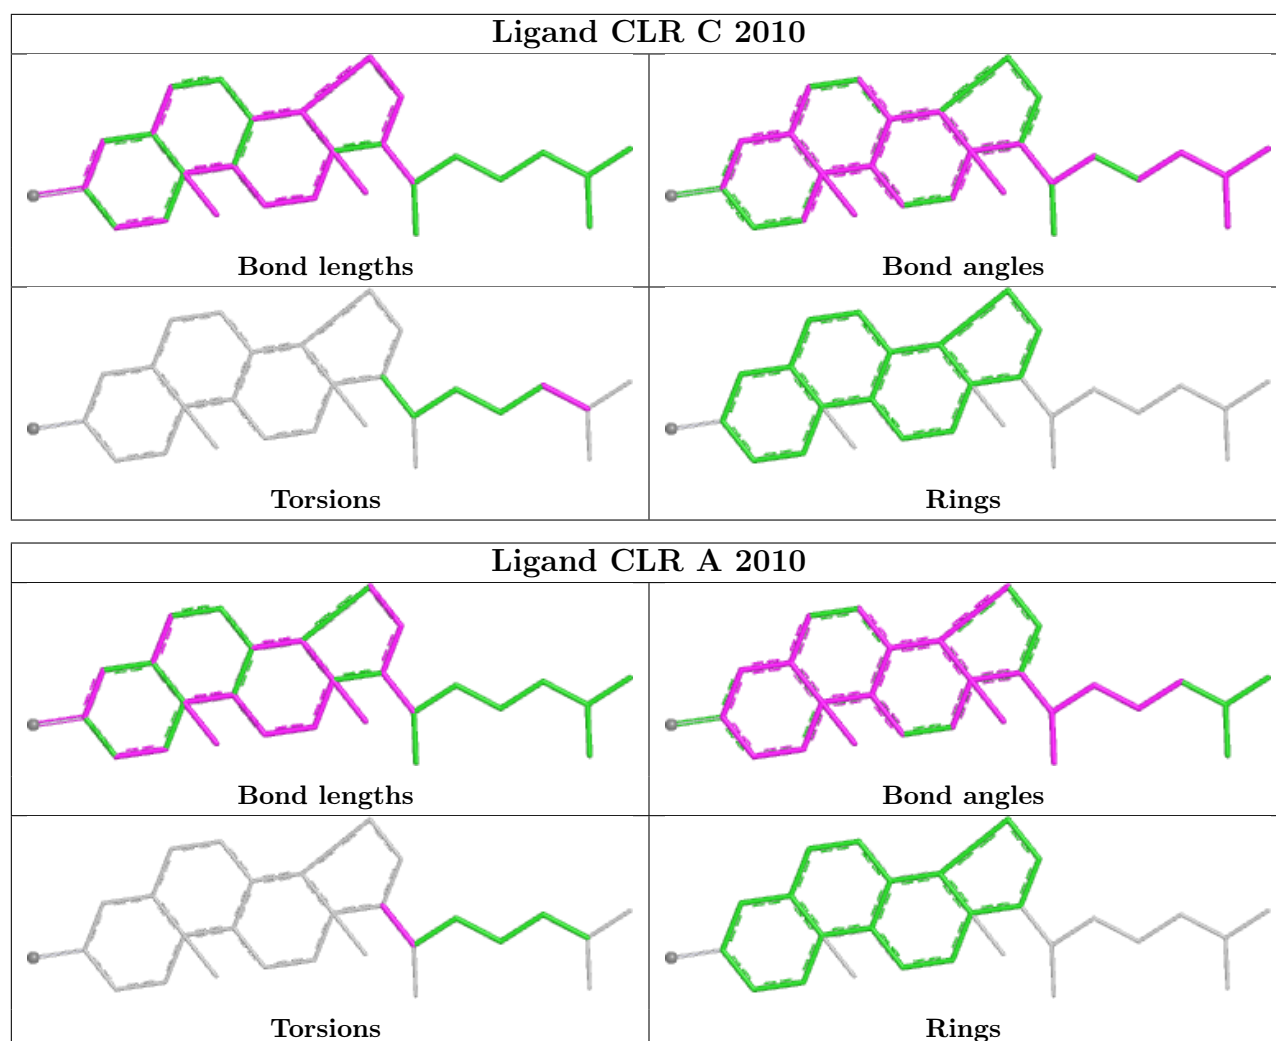 Ligand CLR C 2010
Bond lengths
Bond angles
Torsions
Rings
Ligand CLR A 2010
Bond lengths
Bond angles
Torsions
Rings